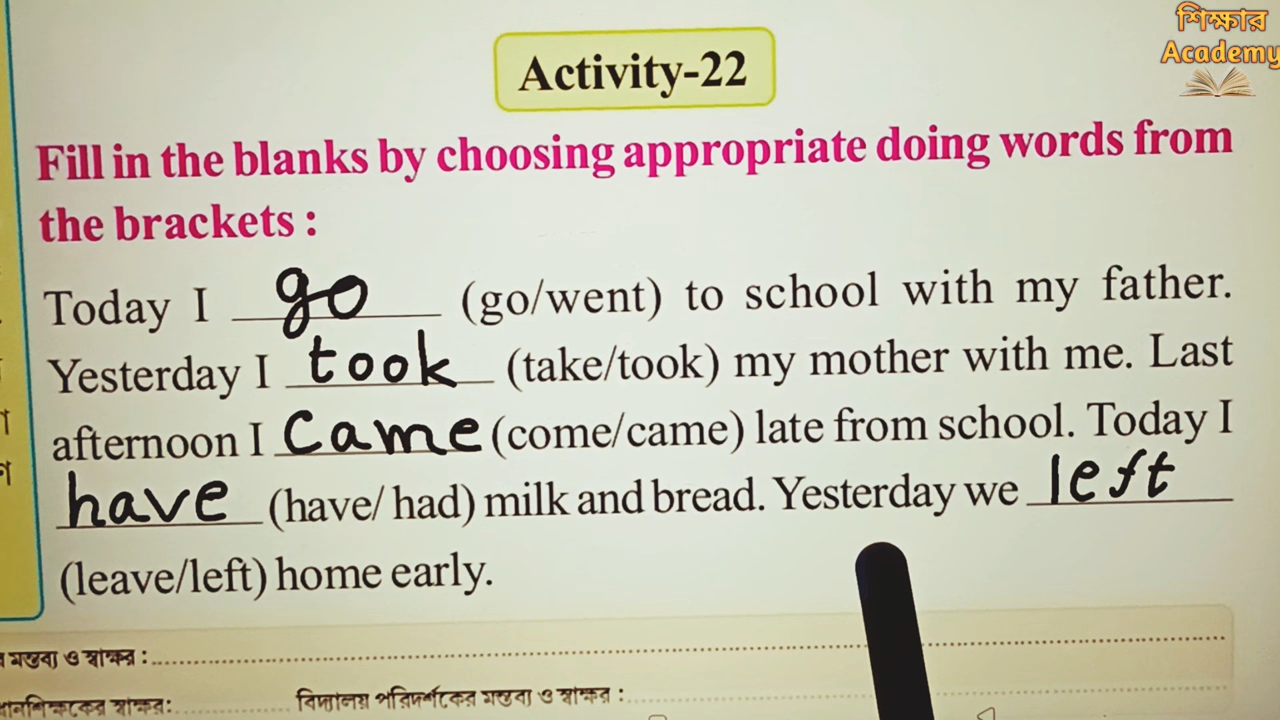 শিক্ষার
Academy
Activity-22
Fill in the blanks by choosing appropriate doing words from
the brackets :
Today I go (go/went) to school with my father.
Yesterday I took (take/took) my mother with me. Last
afternoon I came (come/came) late from school. Today I
have (have/ had) milk and bread. Yesterday we left
(leave/left) home early.
মন্তব্য ও স্বাক্ষর :
স্বাক্ষর: বিদ্যালয় পরিদর্শকের মন্তব্য ও স্বাক্ষর :